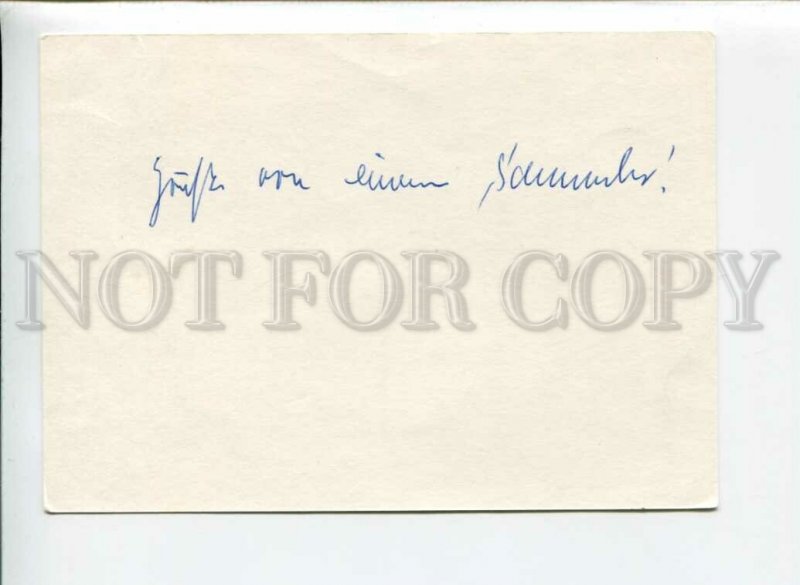 Grüße von einem Sammler!
NOT FOR COPY